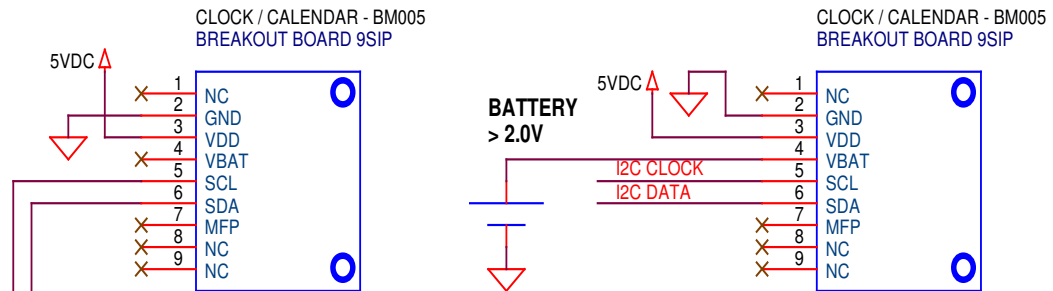 CLOCK / CALENDAR - BM005
BREAKOUT BOARD 9SIP
5VDC
1 NC
2 GND
3 VDD
4 VBAT
5 SCL
6 SDA
7 MFP
8 NC
9 NC
CLOCK / CALENDAR - BM005
BREAKOUT BOARD 9SIP
5VDC
BATTERY
> 2.0V
I2C CLOCK
I2C DATA
1 NC
2 GND
3 VDD
4 VBAT
5 SCL
6 SDA
7 MFP
8 NC
9 NC